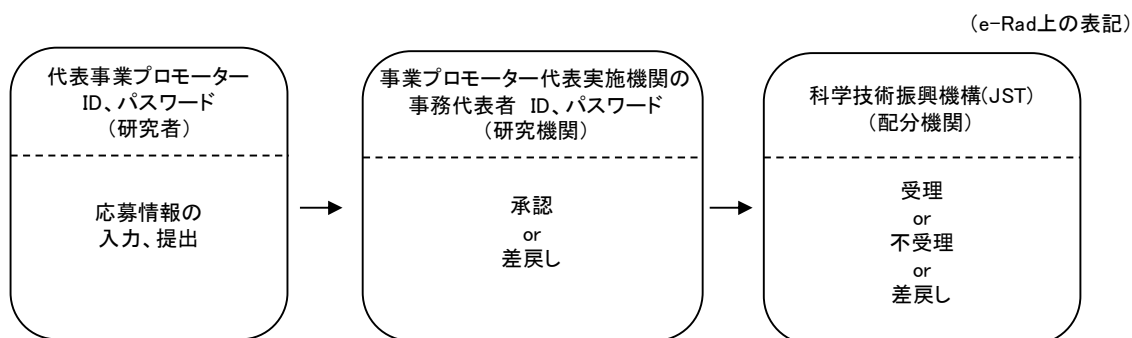 (e-Rad上の表記)
代表事業プロモーター
ID、パスワード
(研究者)
応募情報の
入力、提出
事業プロモーター代表実施機関の
事務代表者 ID、パスワード
(研究機関)
承認
or
差戻し
科学技術振興機構(JST)
(配分機関)
受理
or
不受理
or
差戻し